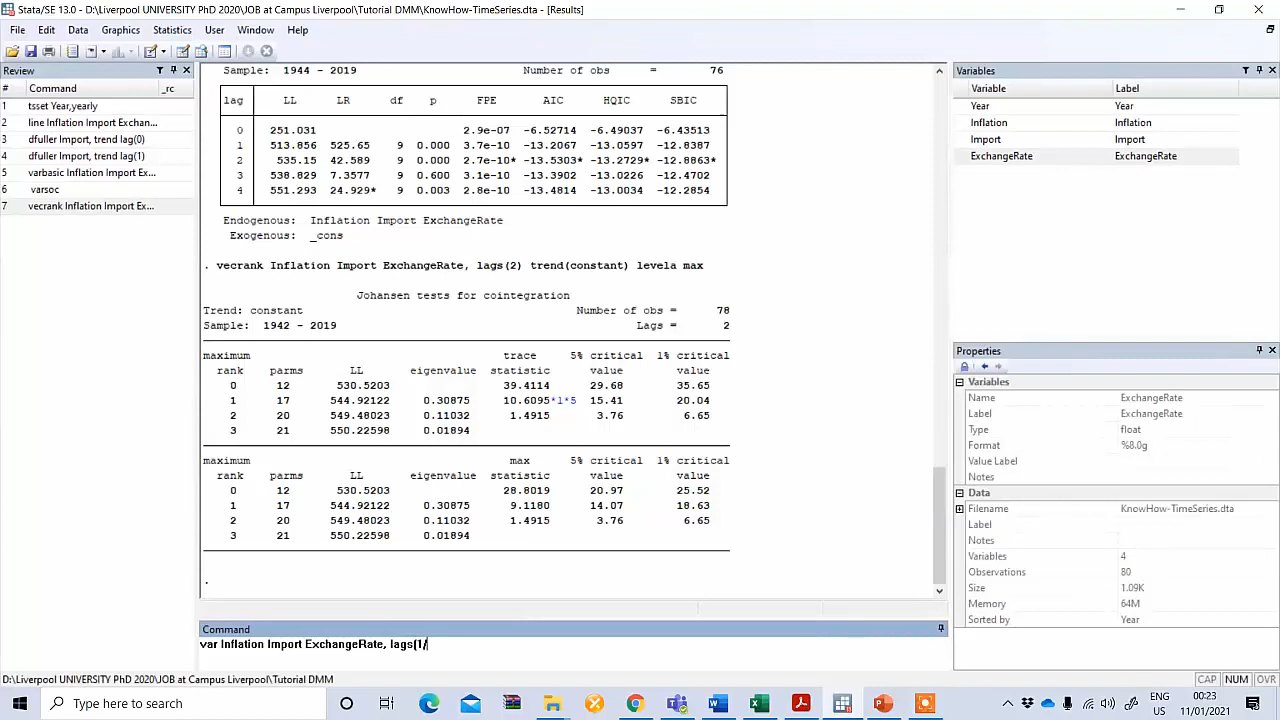 Stata/SE 13.0 - D:\Liverpool UNIVERSITY PhD 2020\JOB at Campus Liverpool\Tutorial DMM\KnowHow-TimeSeries.dta - [Results]
File Edit Data Graphics Statistics User Window Help
Review
# Command _rc
1 tsset Year,yearly
2 line Inflation Import Exchan...
3 dfuller Import, trend lag(0)
4 dfuller Import, trend lag(1)
5 varbasic Inflation Import Ex...
6 varsoc
7 vecrank Inflation Import Ex...
Sample: 1944 - 2019 Number of obs = 76
lag LL LR df p FPE AIC HQIC SBIC
0 251.031 2.9e-07 -6.52714 -6.49037 -6.43513
1 513.856 525.65 9 0.000 3.7e-10 -13.2067 -13.0597 -12.8387
2 535.15 42.589 9 0.000 2.7e-10* -13.5303* -13.2729* -12.8863*
3 538.829 7.3577 9 0.600 3.1e-10 -13.3902 -13.0226 -12.4702
4 551.293 24.929* 9 0.003 2.8e-10 -13.4814 -13.0034 -12.2854
Endogenous: Inflation Import ExchangeRate
Exogenous: _cons
. vecrank Inflation Import ExchangeRate, lags(2) trend(constant) levela max
Johansen tests for cointegration
Trend: constant Number of obs = 78
Sample: 1942 - 2019 Lags = 2
maximum trace 5% critical 1% critical
rank parms LL eigenvalue statistic value value
0 12 530.5203 39.4114 29.68 35.65
1 17 544.92122 0.30875 10.6095*1*5 15.41 20.04
2 20 549.48023 0.11032 1.4915 3.76 6.65
3 21 550.22598 0.01894
maximum max 5% critical 1% critical
rank parms LL eigenvalue statistic value value
0 12 530.5203 28.8019 20.97 25.52
1 17 544.92122 0.30875 9.1180 14.07 18.63
2 20 549.48023 0.11032 1.4915 3.76 6.65
3 21 550.22598 0.01894
.
Command
var Inflation Import ExchangeRate, lags(1/
Variables
Variable Label
Year Year
Inflation Inflation
Import Import
ExchangeRate ExchangeRate
Properties
Variables
Name ExchangeRate
Label ExchangeRate
Type float
Format %8.0g
Value Label
Notes
Data
Filename KnowHow-TimeSeries.dta
Label
Notes
Variables 4
Observations 80
Size 1.09K
Memory 64M
Sorted by Year
D:\Liverpool UNIVERSITY PhD 2020\JOB at Campus Liverpool\Tutorial DMM
CAP NUM OVR
Type here to search
ENG
US
00:23
11/01/2021